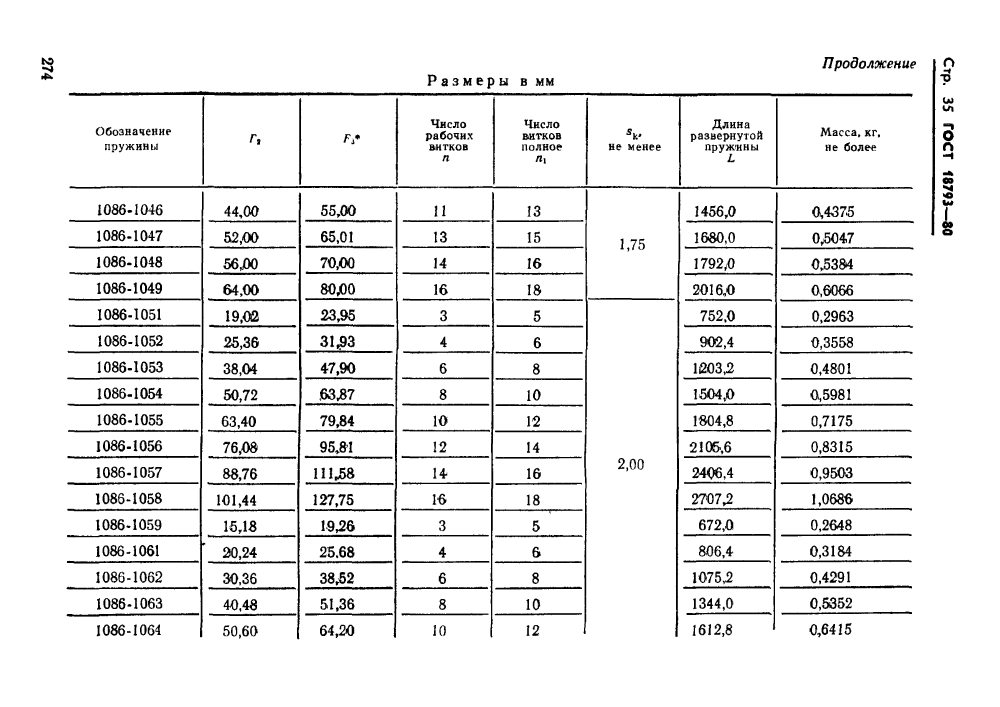 274
Продолжение
Стр. 35 ГОСТ 18793—80
Размеры в мм
Обозначение пружины | F₂ | F₃* | Число рабочих витков n | Число витков полное n₁ | sₖ, не менее | Длина развернутой пружины L | Масса, кг, не более
1086-1046 | 44,00 | 55,00 | 11 | 13 | 1,75 | 1456,0 | 0,4375
1086-1047 | 52,00 | 65,01 | 13 | 15 | 1680,0 | 0,5047
1086-1048 | 56,00 | 70,00 | 14 | 16 | 1792,0 | 0,5384
1086-1049 | 64,00 | 80,00 | 16 | 18 | 2016,0 | 0,6066
1086-1051 | 19,02 | 23,95 | 3 | 5 | 2,00 | 752,0 | 0,2963
1086-1052 | 25,36 | 31,93 | 4 | 6 | 902,4 | 0,3558
1086-1053 | 38,04 | 47,90 | 6 | 8 | 1203,2 | 0,4801
1086-1054 | 50,72 | 63,87 | 8 | 10 | 1504,0 | 0,5981
1086-1055 | 63,40 | 79,84 | 10 | 12 | 1804,8 | 0,7175
1086-1056 | 76,08 | 95,81 | 12 | 14 | 2105,6 | 0,8315
1086-1057 | 88,76 | 111,58 | 14 | 16 | 2406,4 | 0,9503
1086-1058 | 101,44 | 127,75 | 16 | 18 | 2707,2 | 1,0686
1086-1059 | 15,18 | 19,26 | 3 | 5 | 672,0 | 0,2648
1086-1061 | 20,24 | 25,68 | 4 | 6 | 806,4 | 0,3184
1086-1062 | 30,36 | 38,52 | 6 | 8 | 1075,2 | 0,4291
1086-1063 | 40,48 | 51,36 | 8 | 10 | 1344,0 | 0,5352
1086-1064 | 50,60 | 64,20 | 10 | 12 | 1612,8 | 0,6415